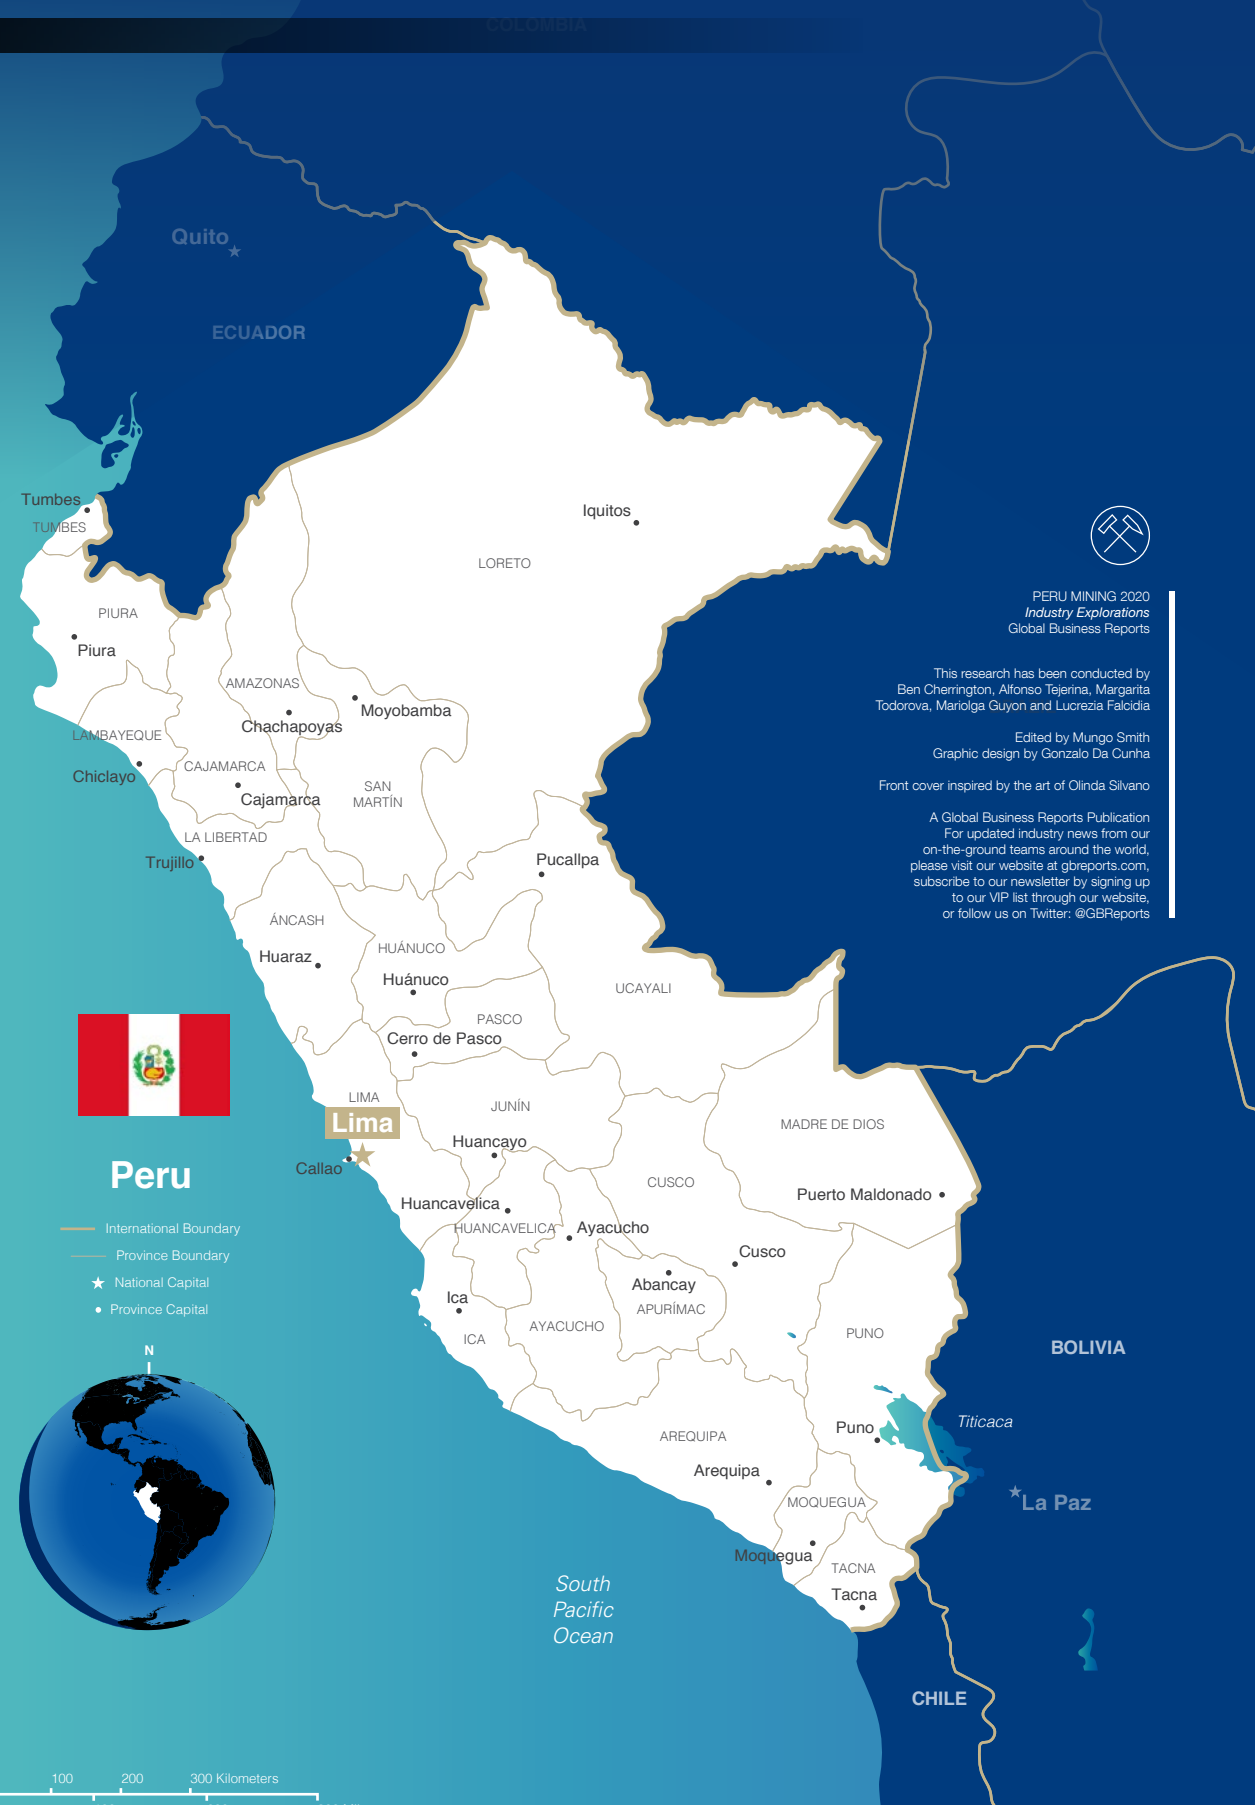 COLOMBIA
Quito
ECUADOR
Tumbes
TUMBES
Iquitos
LORETO
PIURA
Piura
AMAZONAS
Moyobamba
Chachapoyas
LAMBAYEQUE
Chiclayo
CAJAMARCA
Cajamarca
SAN
MARTÍN
LA LIBERTAD
Trujillo
Pucallpa
ÁNCASH
Huaraz
HUÁNUCO
Huánuco
UCAYALI
PASCO
Cerro de Pasco
LIMA
Lima
JUNÍN
Huancayo
Callao
MADRE DE DIOS
Puerto Maldonado
CUSCO
Huancavelica
HUANCAVELICA
Ayacucho
Cusco
Abancay
APURÍMAC
Ica
ICA
AYACUCHO
PUNO
BOLIVIA
Titicaca
Puno
AREQUIPA
Arequipa
La Paz
MOQUEGUA
Moquegua
TACNA
Tacna
South
Pacific
Ocean
CHILE
PERU MINING 2020
Industry Explorations
Global Business Reports
This research has been conducted by
Ben Cherrington, Alfonso Tejerina, Margarita
Todorova, Mariolga Guyon and Lucrezia Falcidia
Edited by Mungo Smith
Graphic design by Gonzalo Da Cunha
Front cover inspired by the art of Olinda Silvano
A Global Business Reports Publication
For updated industry news from our
on-the-ground teams around the world,
please visit our website at gbreports.com,
subscribe to our newsletter by signing up
to our VIP list through our website,
or follow us on Twitter: @GBReports
Peru
International Boundary
Province Boundary
National Capital
Province Capital
N
100 200 300 Kilometers